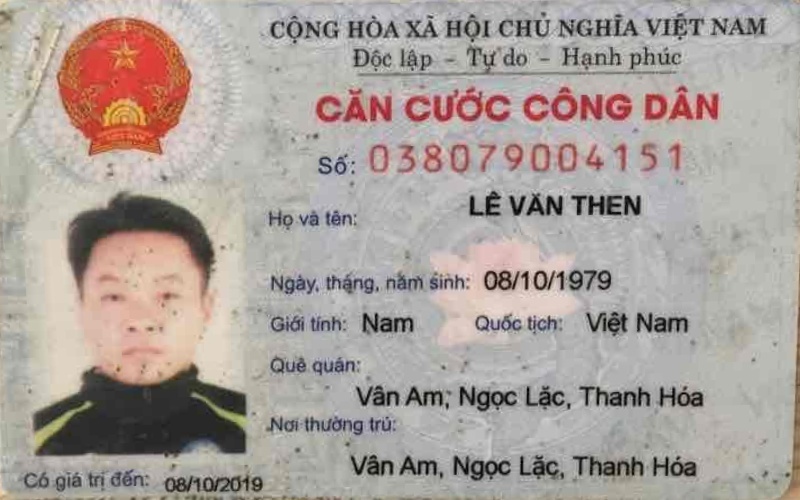 CỘNG HÒA XÃ HỘI CHỦ NGHĨA VIỆT NAM
Độc lập - Tự do - Hạnh phúc
CĂN CƯỚC CÔNG DÂN
Số: 038079004151
Họ và tên: LÊ VĂN THEN
Ngày, tháng, năm sinh: 08/10/1979
Giới tính: Nam Quốc tịch: Việt Nam
Quê quán:
Vân Am, Ngọc Lặc, Thanh Hóa
Nơi thường trú:
Vân Am, Ngọc Lặc, Thanh Hóa
Có giá trị đến: 08/10/2019
VIỆT NAM